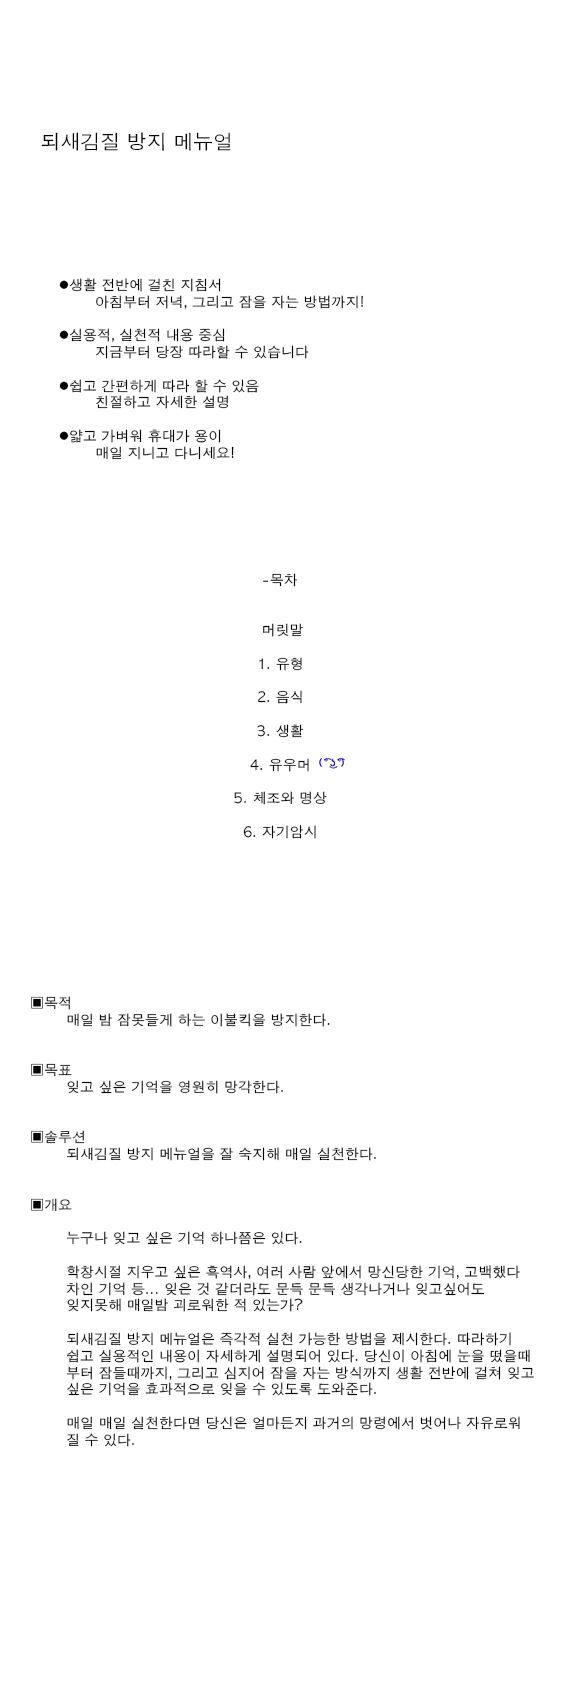 되새김질 방지 메뉴얼
●생활 전반에 걸친 지침서
아침부터 저녁, 그리고 잠을 자는 방법까지!
●실용적, 실천적 내용 중심
지금부터 당장 따라할 수 있습니다
●쉽고 간편하게 따라 할 수 있음
친절하고 자세한 설명
●얇고 가벼워 휴대가 용이
매일 지니고 다니세요!
-목차
머릿말
1. 유형
2. 음식
3. 생활
4. 유우머 ( ͡° ͜ʖ ͡°)
5. 체조와 명상
6. 자기암시
▣목적
매일 밤 잠못들게 하는 이불킥을 방지한다.
▣목표
잊고 싶은 기억을 영원히 망각한다.
▣솔루션
되새김질 방지 메뉴얼을 잘 숙지해 매일 실천한다.
▣개요
누구나 잊고 싶은 기억 하나쯤은 있다.
학창시절 지우고 싶은 흑역사, 여러 사람 앞에서 망신당한 기억, 고백했다
차인 기억 등... 잊은 것 같더라도 문득 문득 생각나거나 잊고싶어도
잊지못해 매일밤 괴로워한 적 있는가?
되새김질 방지 메뉴얼은 즉각적 실천 가능한 방법을 제시한다. 따라하기
쉽고 실용적인 내용이 자세하게 설명되어 있다. 당신이 아침에 눈을 떴을때
부터 잠들때까지, 그리고 심지어 잠을 자는 방식까지 생활 전반에 걸쳐 잊고
싶은 기억을 효과적으로 잊을 수 있도록 도와준다.
매일 매일 실천한다면 당신은 얼마든지 과거의 망령에서 벗어나 자유로워
질 수 있다.